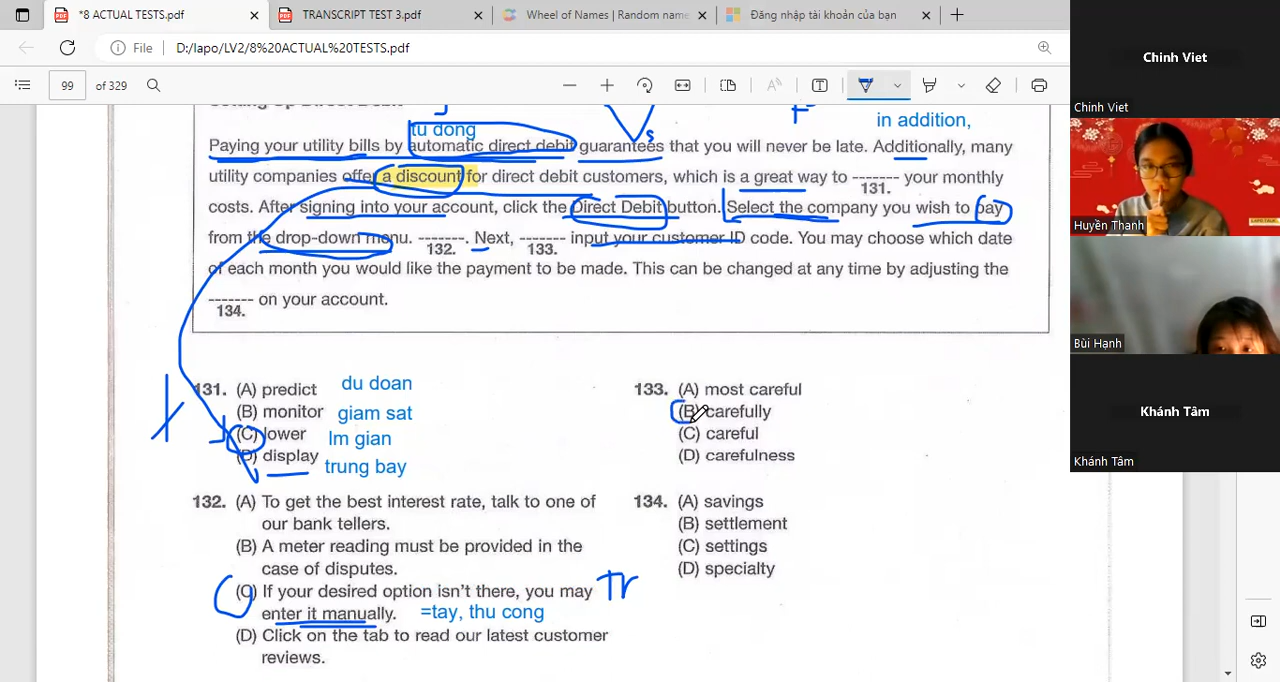 *8 ACTUAL TESTS.pdf
TRANSCRIPT TEST 3.pdf
Wheel of Names | Random name
Đăng nhập tài khoản của bạn
File D:/lapo/LV2/8%20ACTUAL%20TESTS.pdf
99 of 329
tu dong
in addition,
Paying your utility bills by automatic direct debit guarantees that you will never be late. Additionally, many
utility companies offer a discount for direct debit customers, which is a great way to ------- your monthly
131.
costs. After signing into your account, click the Direct Debit button. Select the company you wish to pay
from the drop-down menu. -------. Next, ------- input your customer ID code. You may choose which date
132. 133.
of each month you would like the payment to be made. This can be changed at any time by adjusting the
------- on your account.
134.
131. (A) predict du doan
(B) monitor giam sat
(C) lower lm gian
(D) display trung bay
132. (A) To get the best interest rate, talk to one of
our bank tellers.
(B) A meter reading must be provided in the
case of disputes.
(C) If your desired option isn't there, you may
enter it manually. =tay, thu cong
(D) Click on the tab to read our latest customer
reviews.
133. (A) most careful
(B) carefully
(C) careful
(D) carefulness
134. (A) savings
(B) settlement
(C) settings
(D) specialty
Chinh Viet
Chinh Viet
Huyền Thanh
Bùi Hạnh
Khánh Tâm
Khánh Tâm